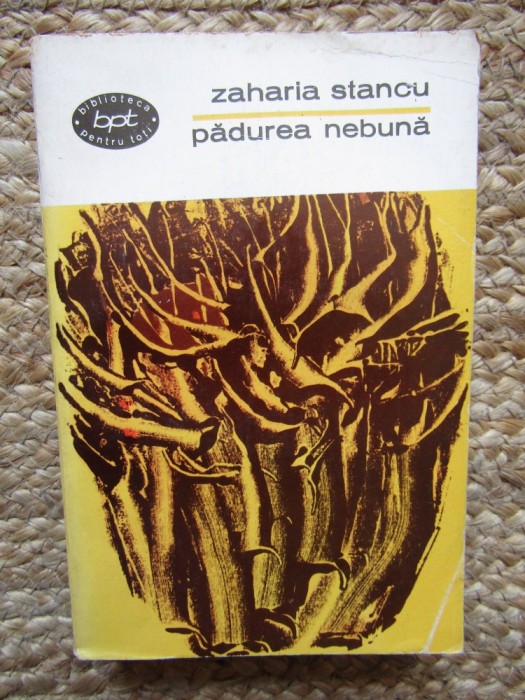 biblioteca
bpt
pentru toți
zaharia stancu
pădurea nebună